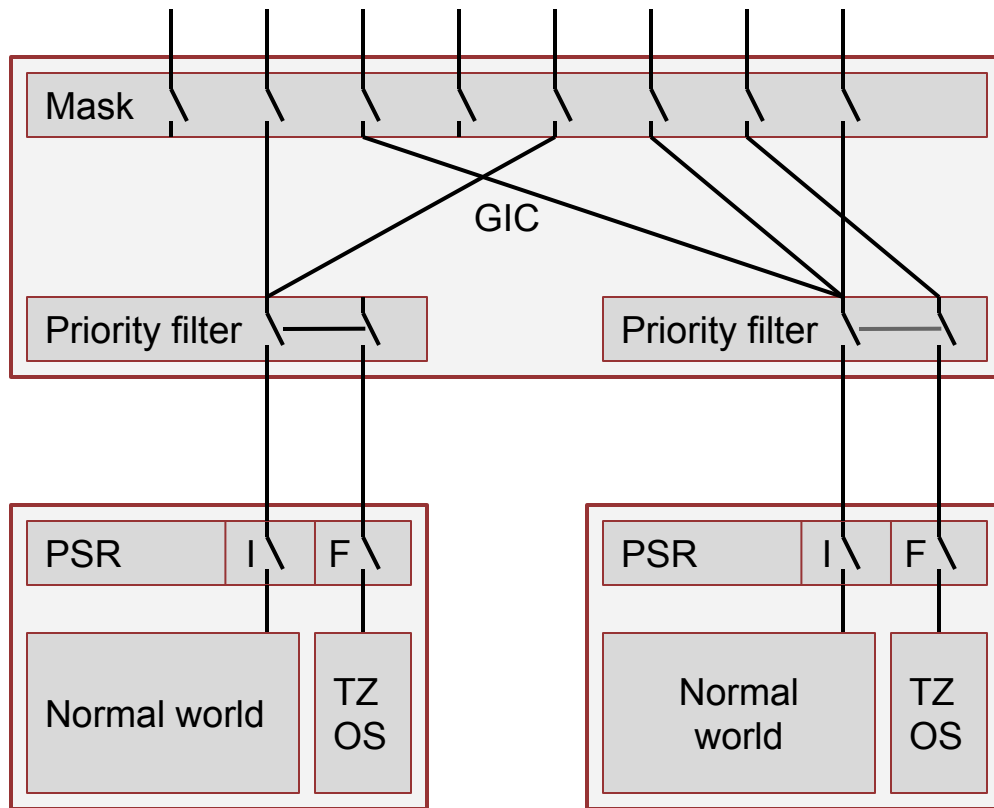 Mask
GIC
Priority filter
Priority filter
PSR
I
F
PSR
I
F
Normal world
TZ
OS
Normal
world
TZ
OS